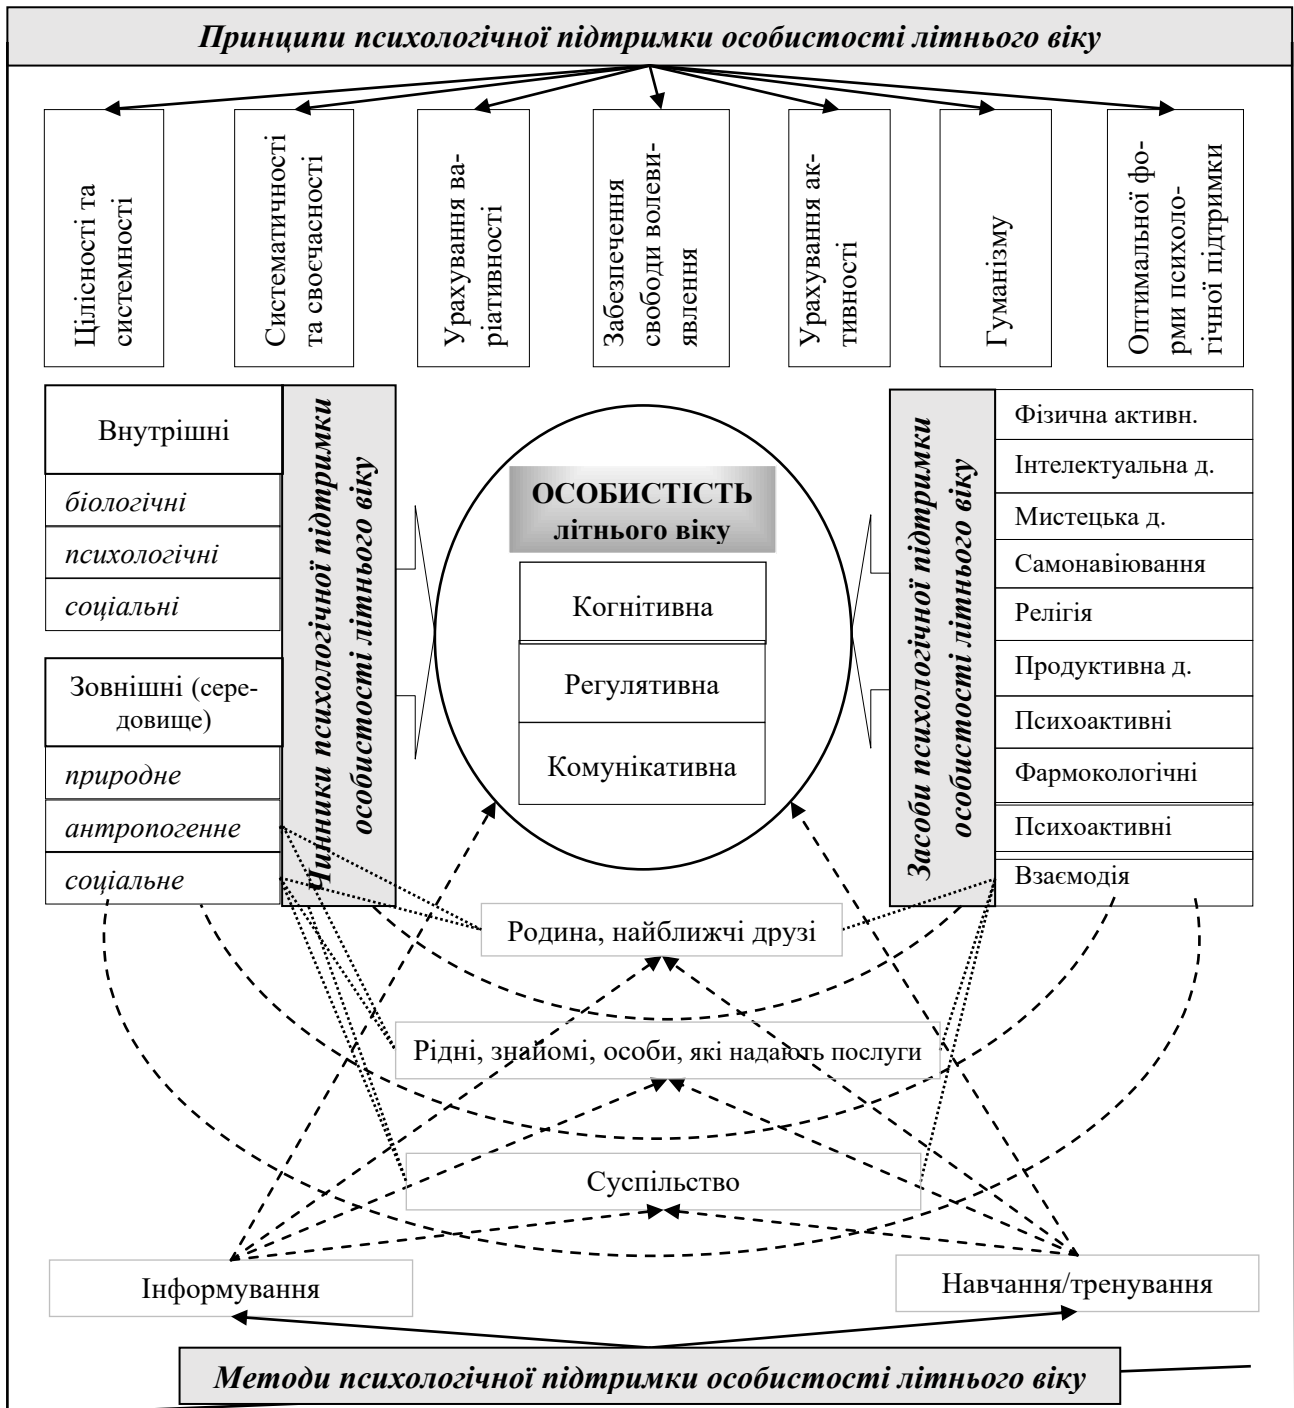 Принципи психологічної підтримки особистості літнього віку
Цілісності та
системності
Систематичності
та своєчасності
Урахування ва-
ріативності
Забезпечення
свободи волеви-
явлення
Урахування ак-
тивності
Гуманізму
Оптимальної фо-
рми психоло-
гічної підтримки
Внутрішні
біологічні
психологічні
соціальні
Зовнішні (сере-
довище)
природне
антропогенне
соціальне
Чинники психологічної підтримки
особистості літнього віку
ОСОБИСТІСТЬ
літнього віку
Когнітивна
Регулятивна
Комунікативна
Засоби психологічної підтримки
особистості літнього віку
Фізична активн.
Інтелектуальна д.
Мистецька д.
Самонавіювання
Релігія
Продуктивна д.
Психоактивні
Фармокологічні
Психоактивні
Взаємодія
Родина, найближчі друзі
Рідні, знайомі, особи, які надають послуги
Суспільство
Інформування
Навчання/тренування
Методи психологічної підтримки особистості літнього віку